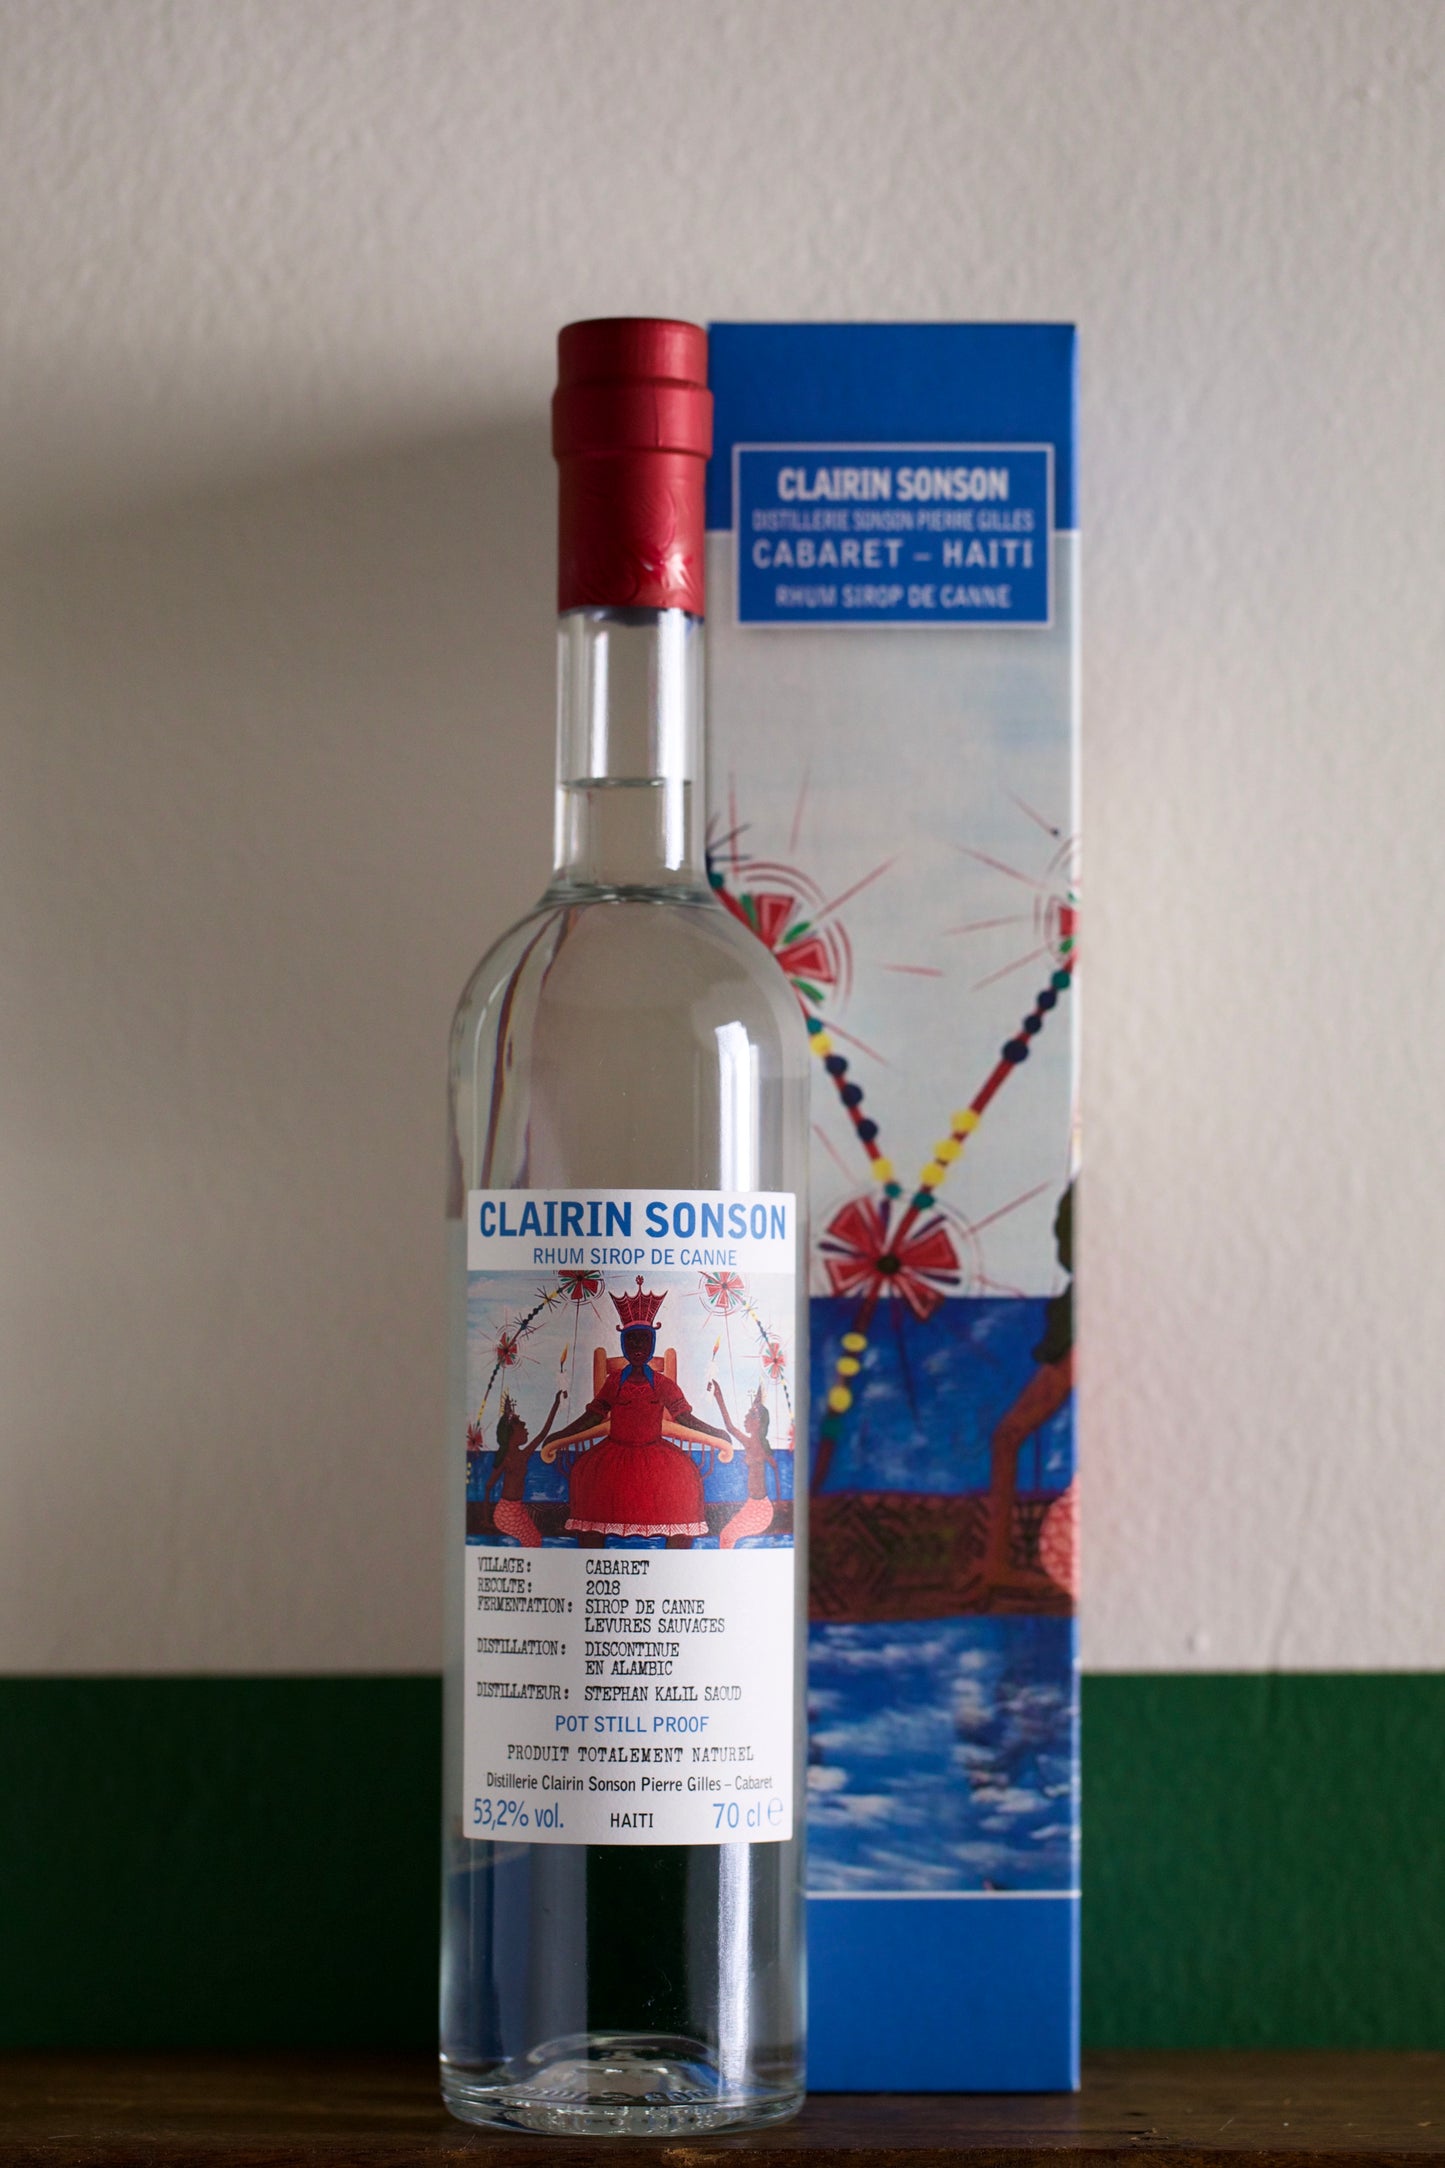 CLAIRIN SONSON
DISTILLERIE SONSON PIERRE GILLES
CABARET – HAITI
RHUM SIROP DE CANNE
CLAIRIN SONSON
RHUM SIROP DE CANNE
VILLAGE: CABARET
RECOLTE: 2018
FERMENTATION: SIROP DE CANNE
LEVURES SAUVAGES
DISTILLATION: DISCONTINUE
EN ALAMBIC
DISTILLATEUR: STEPHAN KALIL SAOUD
POT STILL PROOF
PRODUIT TOTALEMENT NATUREL
Distillerie Clairin Sonson Pierre Gilles – Cabaret
53,2% vol. HAITI 70 cl e